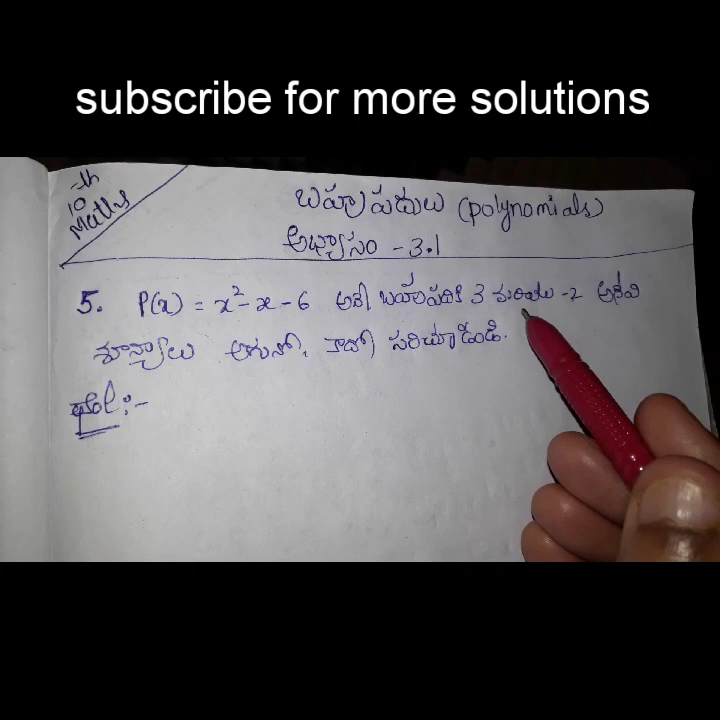 subscribe for more solutions
10th
Maths
బహుపదులు (polynomials)
అభ్యాసం - 3.1
5. P(x) = x² - x - 6 అనే బహుపదికి 3 మరియు -2 అనేవి
శూన్యాలు అగునో, కాదో సరిచూడండి.